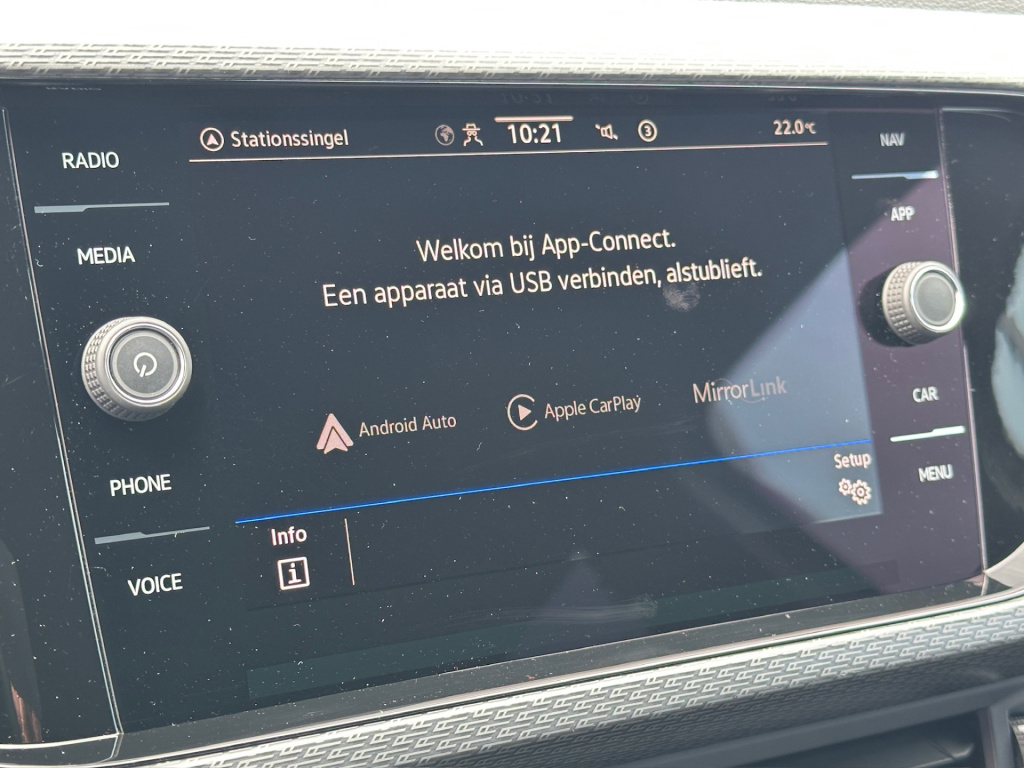 Stationssingel 10:21 3 22.0°C
RADIO
MEDIA
PHONE
VOICE
Welkom bij App-Connect.
Een apparaat via USB verbinden, alstublieft.
Android Auto Apple CarPlay MirrorLink
Info
i
Setup
NAV
APP
CAR
MENU